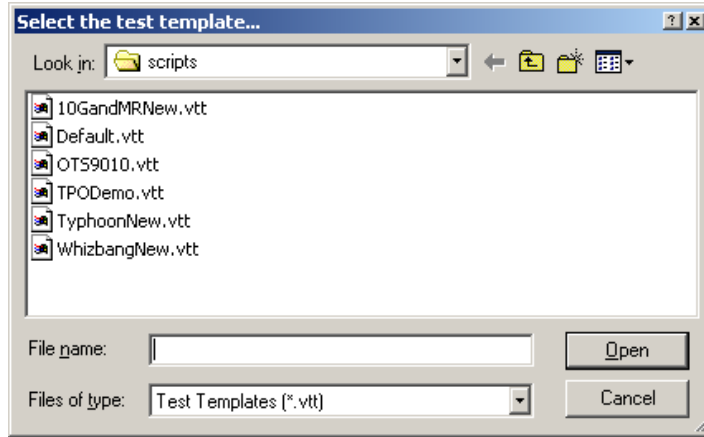 Select the test template...
Look in: scripts
10GandMRNew.vtt
Default.vtt
OTS9010.vtt
TPODemo.vtt
TyphoonNew.vtt
WhizbangNew.vtt
File name: Open
Files of type: Test Templates (*.vtt) Cancel